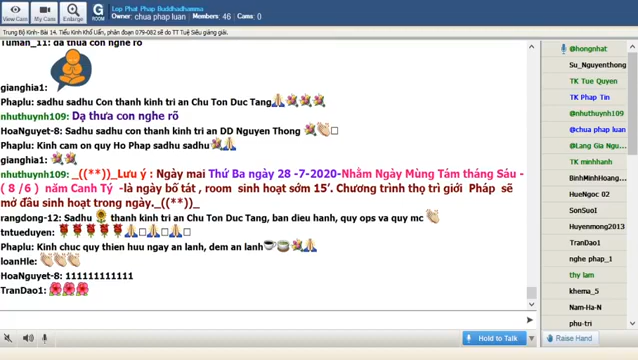 View Cam
My Cam
Enlarge
G
ROOM
Lop Phat Phap Buddhadhamma
Owner: chua phap luan Members: 46 Cams: 0
Trung Bộ Kinh- Bài 14. Tiểu Kinh Khổ Uẩn, phân đoạn 079-082 sẽ do TT Tuệ Siêu giảng giải.
Tuman_11: dạ thưa con nghe rõ
gianghia1:
Phaplu: sadhu sadhu Con thanh kinh tri an Chu Ton Duc Tang
nhuthuynh109: Dạ thưa con nghe rõ
HoaNguyet-8: Sadhu sadhu con thanh kinh tri an DD Nguyen Thong
Phaplu: Kinh cam on quy Ho Phap sadhu sadhu
gianghia1:
nhuthuynh109: _((**))_ Lưu ý : Ngày mai Thứ Ba ngày 28 -7-2020-Nhằm Ngày Mùng Tám tháng Sáu -
( 8 /6 ) năm Canh Tý -là ngày bố tát , room sinh hoạt sớm 15'. Chương trình thọ trì giới Pháp sẽ
mở đầu sinh hoạt trong ngày._((**))_
rangdong-12: Sadhu thanh kinh tri an Chu Ton Duc Tang, ban dieu hanh, quy ops va quy mc
tntueduyen:
Phaplu: Kinh chuc quy thien huu ngay an lanh, dem an lanh
loanHle:
HoaNguyet-8: 111111111111
TranDao1:
Hold to Talk
@hongnhat
Su_Nguyenthong
TK Tue Quyen
TK Phap Tin
@nhuthuynh109
@chua phap luan
@Lang Gia Ngu
TK minhhanh
BinhMinhHoang
HueNgoc 02
SonSuoI
Huyenmong2013
TranDao1
nghe phap_1
thy lam
khema_5
Nam-Ha-N
phu-tri
Raise Hand